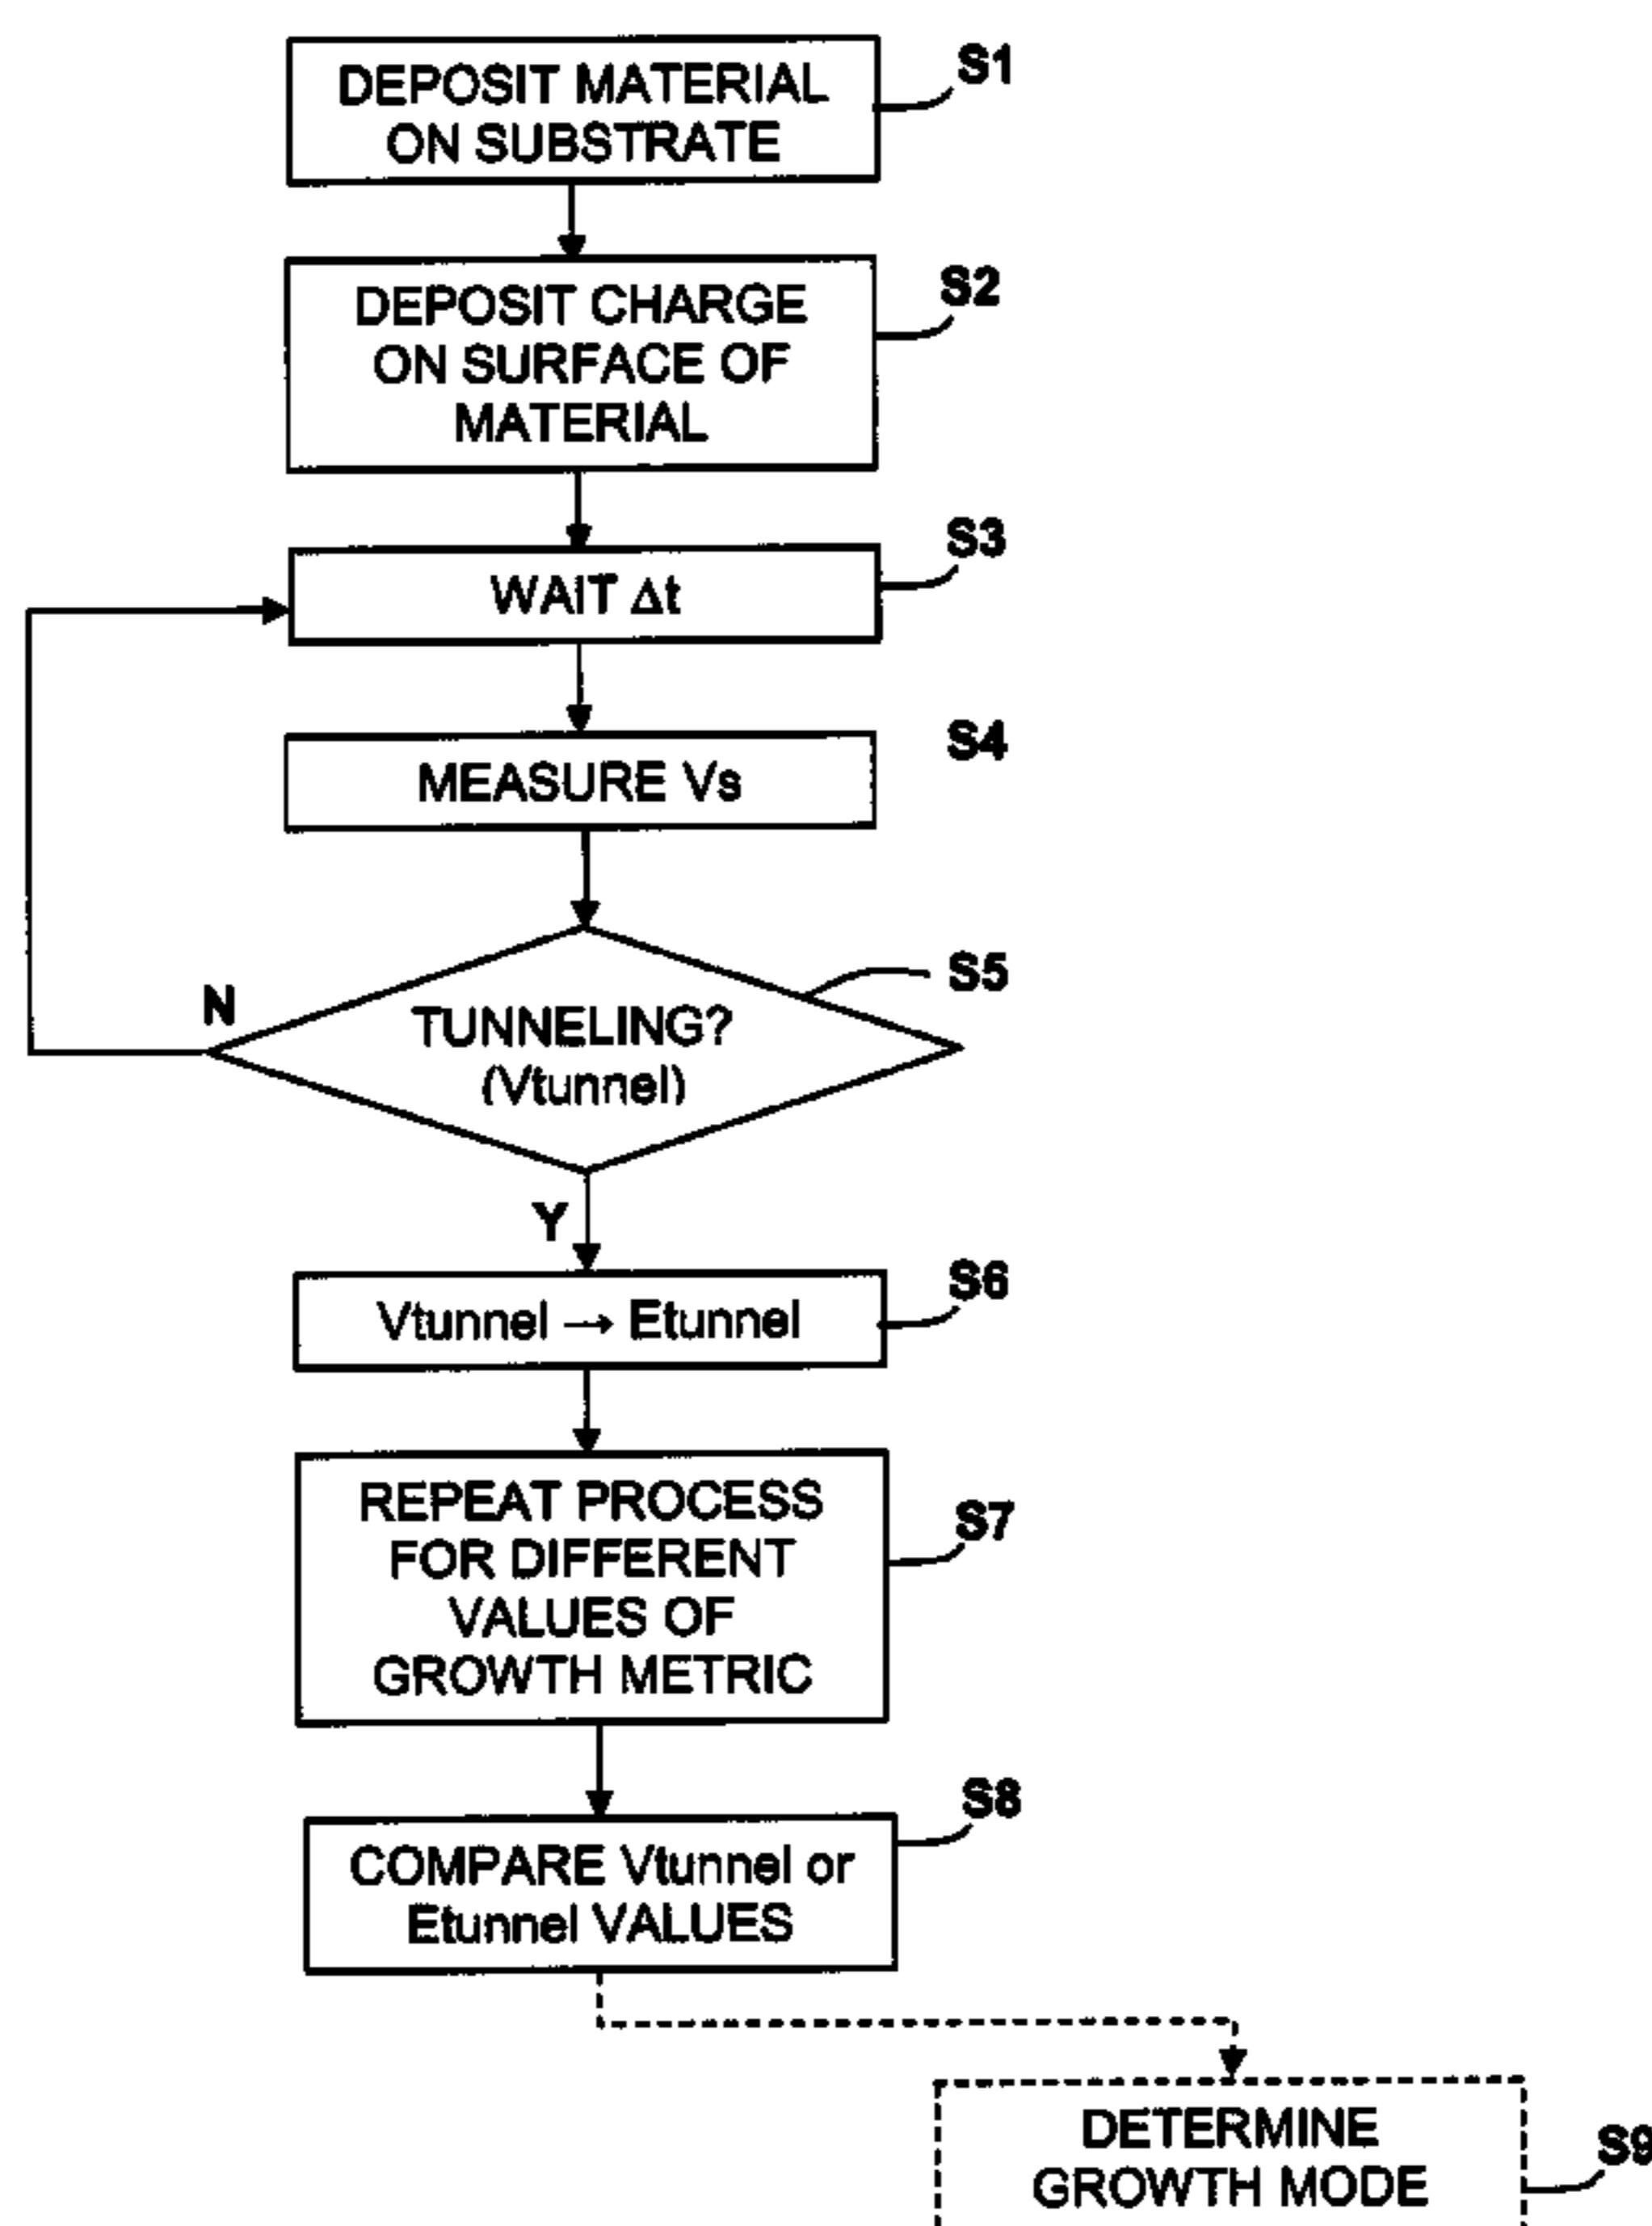 DEPOSIT MATERIAL
ON SUBSTRATE
S1
DEPOSIT CHARGE
ON SURFACE OF
MATERIAL
S2
WAIT Δt
S3
MEASURE Vs
S4
TUNNELING?
(Vtunnel)
S5
N
Y
Vtunnel → Etunnel
S6
REPEAT PROCESS
FOR DIFFERENT
VALUES OF
GROWTH METRIC
S7
COMPARE Vtunnel or
Etunnel VALUES
S8
DETERMINE
GROWTH MODE
S9